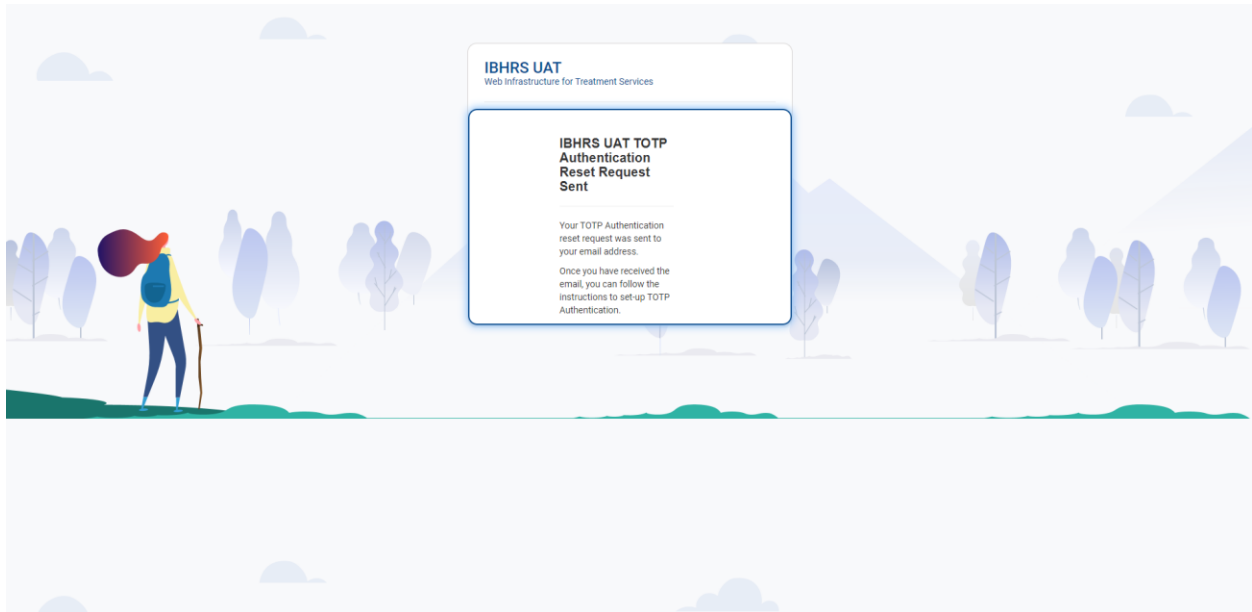 IBHRS UAT
Web Infrastructure for Treatment Services
IBHRS UAT TOTP
Authentication
Reset Request
Sent
Your TOTP Authentication
reset request was sent to
your email address.
Once you have received the
email, you can follow the
instructions to set-up TOTP
Authentication.